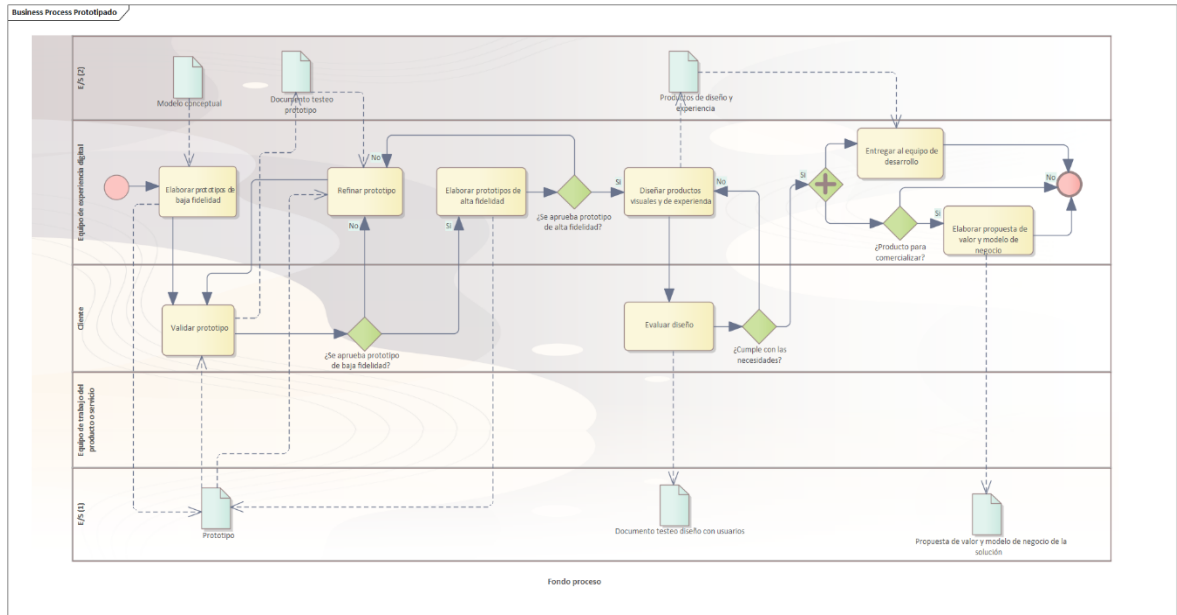 Business Process Prototipado
E/S (2)
Modelo conceptual
Documento testeo
prototipo
Productos de diseño y
experiencia
Equipo de experiencia digital
Elaborar prototipos de
baja fidelidad
No
Refinar prototipo
No
Elaborar prototipos de
alta fidelidad
Si
¿Se aprueba prototipo
de alta fidelidad?
Si
Diseñar productos
visuales y de experienda
No
Si
Entregar al equipo de
desarrollo
No
¿Producto para
comercializar?
Si
Elaborar propuesta de
valor y modelo de
negocio
Cliente
Validar prototipo
¿Se aprueba prototipo
de baja fidelidad?
Evaluar diseño
¿Cumple con las
necesidades?
Equipo de trabajo del
producto o servicio
E/S (1)
Prototipo
Documento testeo diseño con usuarios
Propuesta de valor y modelo de negocio de la
solución
Fondo proceso